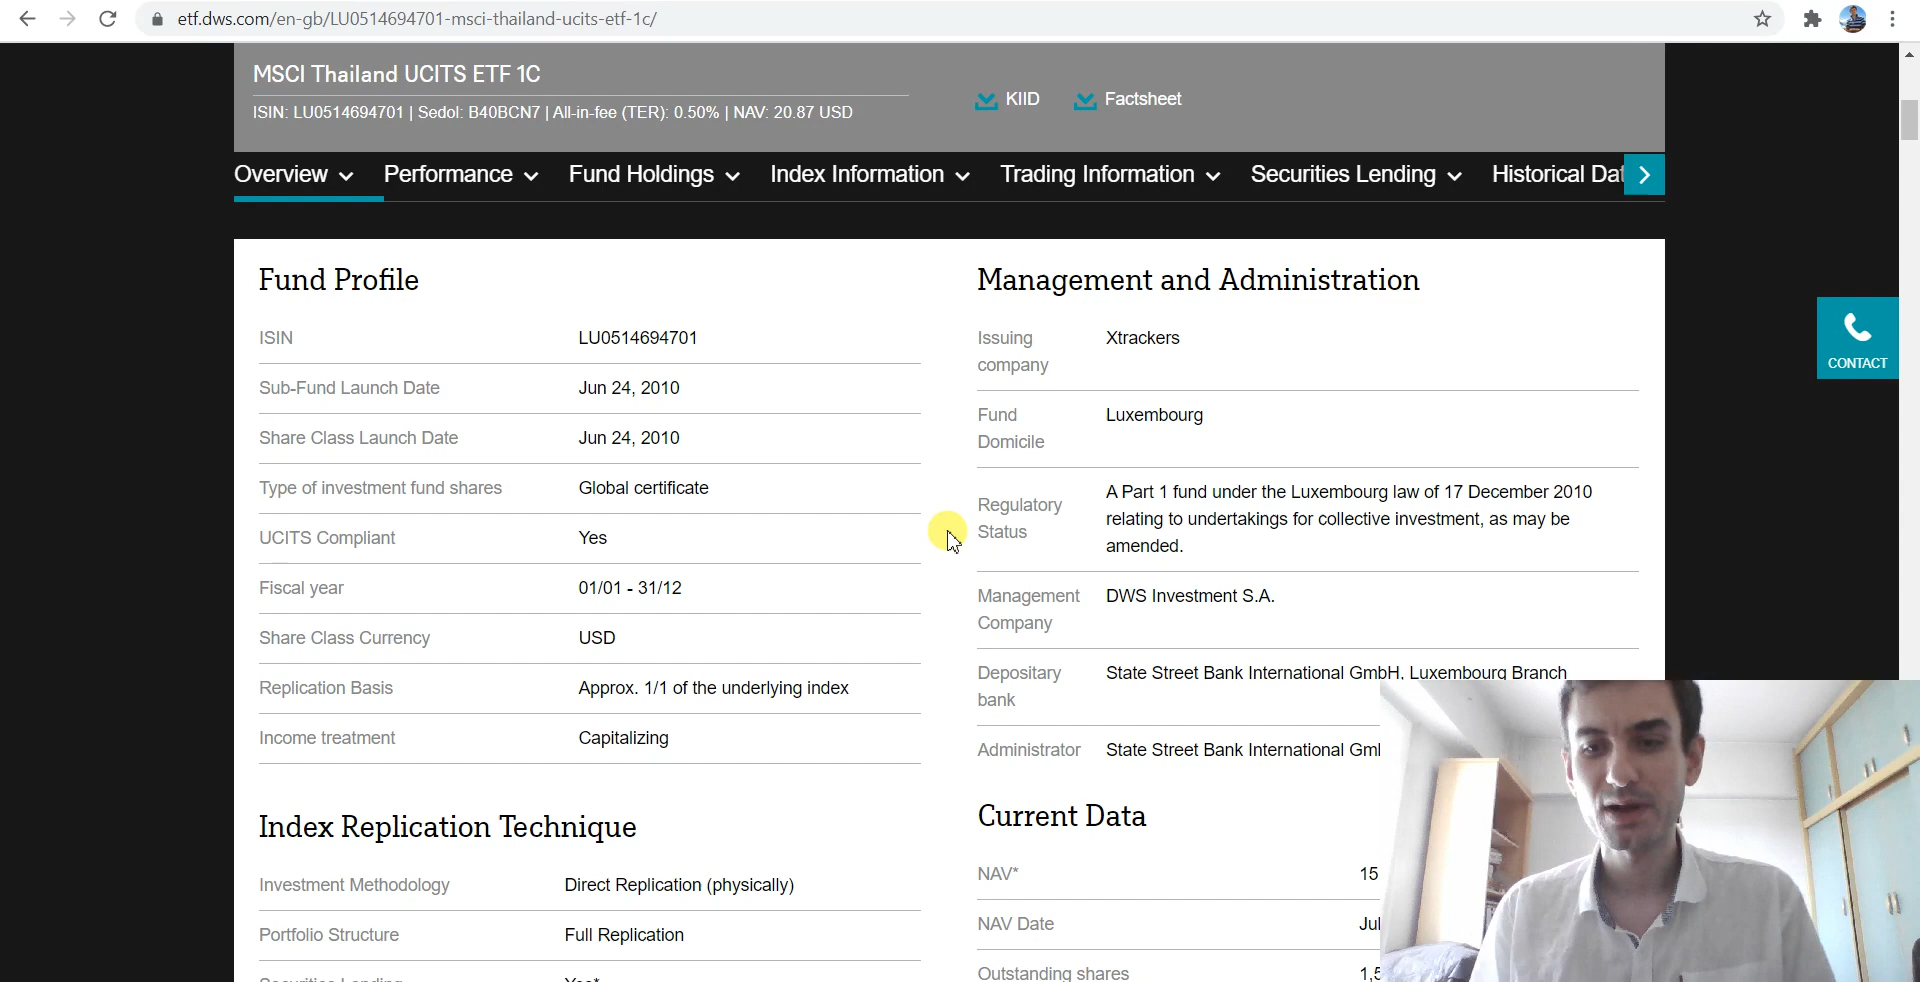 etf.dws.com/en-gb/LU0514694701-msci-thailand-ucits-etf-1c/
MSCI Thailand UCITS ETF 1C
ISIN: LU0514694701 | Sedol: B40BCN7 | All-in-fee (TER): 0.50% | NAV: 20.87 USD
KIID
Factsheet
Overview
Performance
Fund Holdings
Index Information
Trading Information
Securities Lending
Historical Dat
CONTACT
Fund Profile
ISIN LU0514694701
Sub-Fund Launch Date Jun 24, 2010
Share Class Launch Date Jun 24, 2010
Type of investment fund shares Global certificate
UCITS Compliant Yes
Fiscal year 01/01 - 31/12
Share Class Currency USD
Replication Basis Approx. 1/1 of the underlying index
Income treatment Capitalizing
Index Replication Technique
Investment Methodology Direct Replication (physically)
Portfolio Structure Full Replication
Securities Lending Yes*
Management and Administration
Issuing Xtrackers
company
Fund Luxembourg
Domicile
A Part 1 fund under the Luxembourg law of 17 December 2010
Regulatory
relating to undertakings for collective investment, as may be
Status
amended.
Management DWS Investment S.A.
Company
Depositary State Street Bank International GmbH, Luxembourg Branch
bank
Administrator State Street Bank International Gml
Current Data
NAV* 15
NAV Date Jul
Outstanding shares 1,5